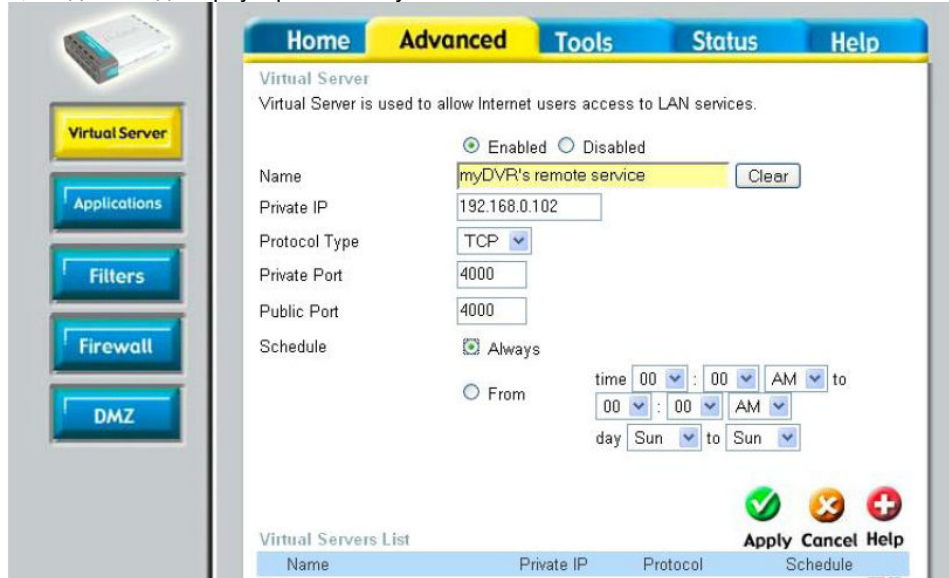 Home Advanced Tools Status Help
Virtual Server
Virtual Server is used to allow Internet users access to LAN services.
Virtual Server
Enabled Disabled
Name myDVR's remote service Clear
Applications
Private IP 192.168.0.102
Protocol Type TCP
Filters
Private Port 4000
Public Port 4000
Firewall
Schedule Always
From time 00 : 00 AM to
00 : 00 AM
DMZ
day Sun to Sun
Apply Cancel Help
Virtual Servers List
Name Private IP Protocol Schedule